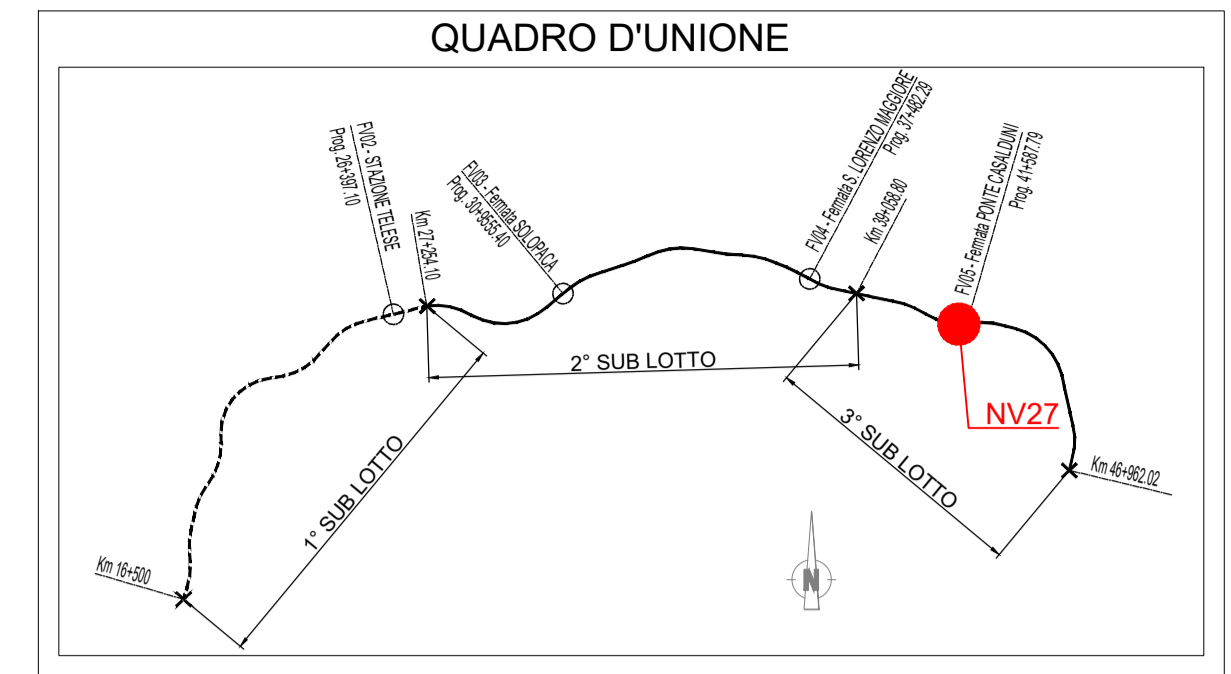 QUADRO D'UNIONE
FV02 - STAZIONE TELESE
Prog. 26+397.10
Km 27+254.10
FV03 - Fermata SOLOPACA
Prog. 30+9555.40
FV04 - Fermata S. LORENZO MAGGIORE
Prog. 37+482.29
Km 39+058.80
FV05 - Fermata PONTE CASALDUNI
Prog. 41+587.79
2° SUB LOTTO
NV27
3° SUB LOTTO
1° SUB LOTTO
Km 46+962.02
Km 16+500
N